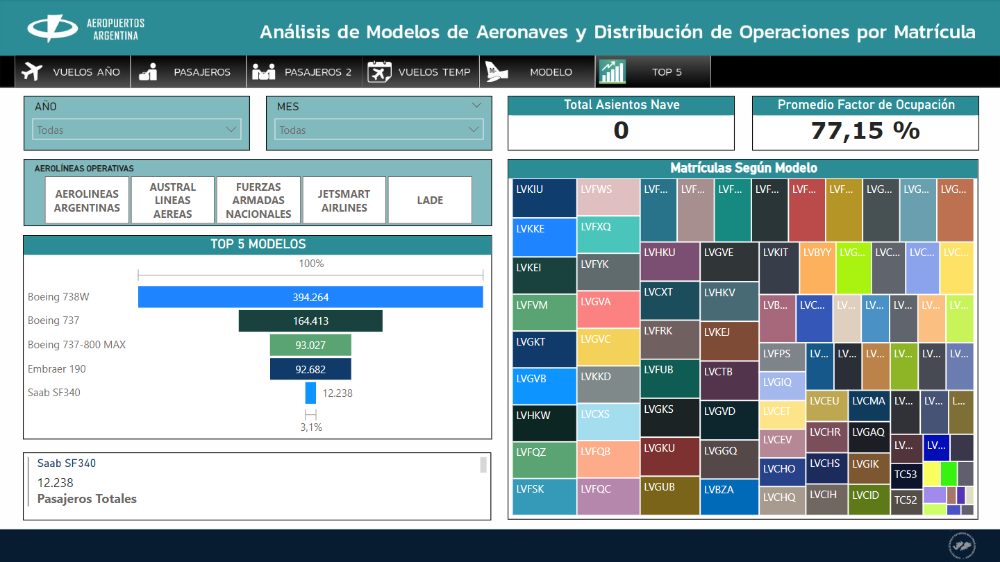 AEROPUERTOS
ARGENTINA
Análisis de Modelos de Aeronaves y Distribución de Operaciones por Matrícula
VUELOS AÑO
PASAJEROS
PASAJEROS 2
VUELOS TEMP
M-
MODELO
TOP 5
AÑO
Todas
MES
Todas
Total Asientos Nave
0
Promedio Factor de Ocupación
77,15 %
AEROLÍNEAS OPERATIVAS
AEROLINEAS
ARGENTINAS
AUSTRAL
LINEAS
AEREAS
FUERZAS
ARMADAS
NACIONALES
JETSMART
AIRLINES
LADE
TOP 5 MODELOS
100%
Boeing 738W
394.264
Boeing 737
164.413
Boeing 737-800 MAX
93.027
Embraer 190
92.682
Saab SF340
12.238
3,1%
Saab SF340
12.238
Pasajeros Totales
Matrículas Según Modelo
LVKIU
LVKKE
LVKEI
LVFVM
LVGKT
LVGVB
LVHKW
LVFQZ
LVFSK
LVFWS
LVFXQ
LVFYK
LVGVA
LVGVC
LVKKD
LVCXS
LVFQB
LVFQC
LVF...
LVF...
LVF...
LVF...
LVF...
LVF...
LVG...
LVG...
LVG...
LVHKU
LVCXT
LVFRK
LVFUB
LVGKS
LVGKU
LVGUB
LVGVE
LVHKV
LVKEJ
LVCTB
LVGVD
LVGGQ
LVBZA
LVKIT
LVBYY
LVG...
LVC...
LVC...
LVC...
LVB...
LVC...
LV...
LV...
LV...
LV...
LV...
LVFPS
LVGIQ
LVCET
LVCEV
LVCHO
LVCHQ
LV...
LV...
LV...
LV...
LV...
LV...
LVCEU
LVCHR
LVCHS
LVCIH
LVCMA
LVGAQ
LVGIK
LVCID
LV...
LV...
L...
LV...
LV...
TC53
TC52